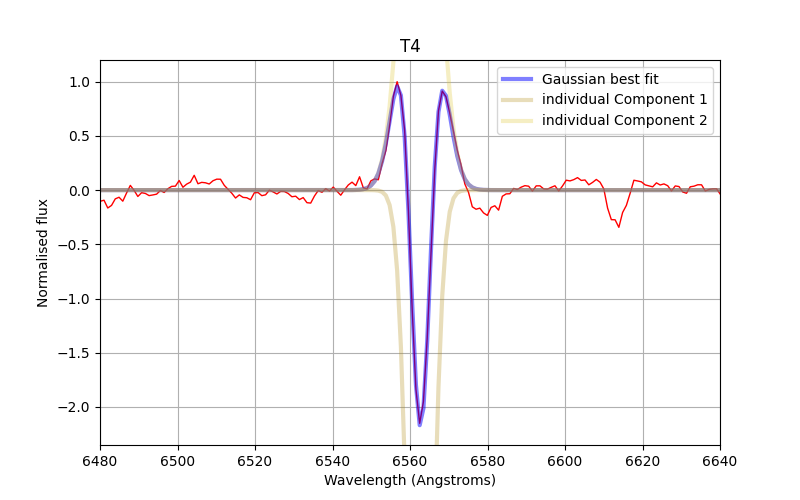 T4
1.0
0.5
0.0
−0.5
−1.0
−1.5
−2.0
Normalised flux
Gaussian best fit
individual Component 1
individual Component 2
6480 6500 6520 6540 6560 6580 6600 6620 6640
Wavelength (Angstroms)